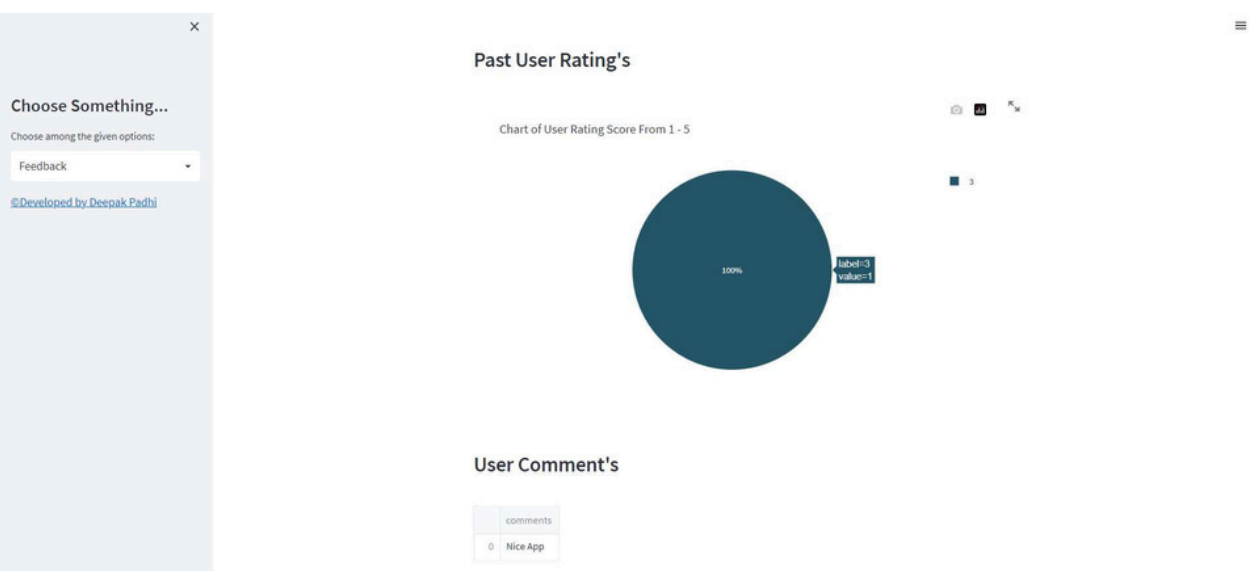 Choose Something...
Choose among the given options:
Feedback
©Developed by Deepak Padhi
Past User Rating's
Chart of User Rating Score From 1 - 5
3
100%
label=3
value=1
User Comment's
comments
0 Nice App